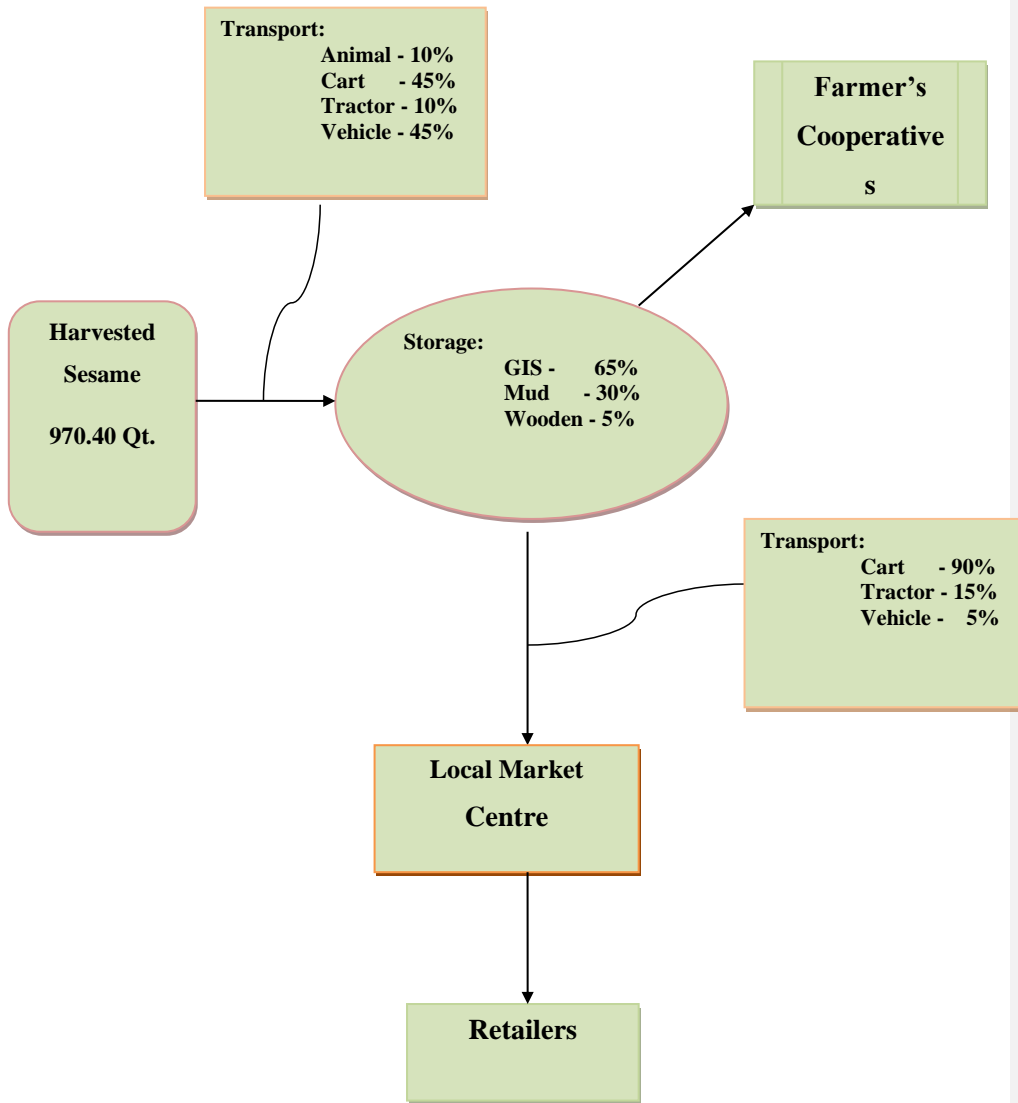 Transport:
Animal - 10%
Cart - 45%
Tractor - 10%
Vehicle - 45%
Farmer's
Cooperative
s
Harvested
Sesame
970.40 Qt.
Storage:
GIS - 65%
Mud - 30%
Wooden - 5%
Transport:
Cart - 90%
Tractor - 15%
Vehicle - 5%
Local Market
Centre
Retailers